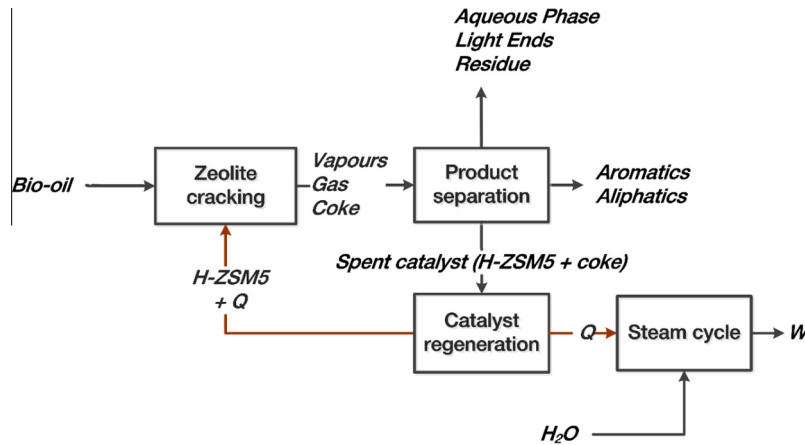 Aqueous Phase
Light Ends
Residue
Bio-oil
Zeolite
cracking
Vapours
Gas
Coke
Product
separation
Aromatics
Aliphatics
Spent catalyst (H-ZSM5 + coke)
H-ZSM5
+ Q
Catalyst
regeneration
Q
Steam cycle
W
H₂O